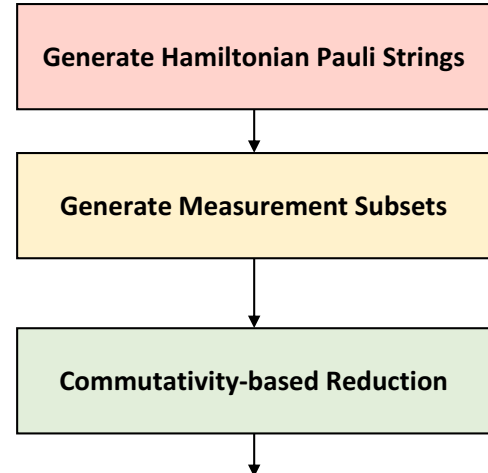 Generate Hamiltonian Pauli Strings
Generate Measurement Subsets
Commutativity-based Reduction